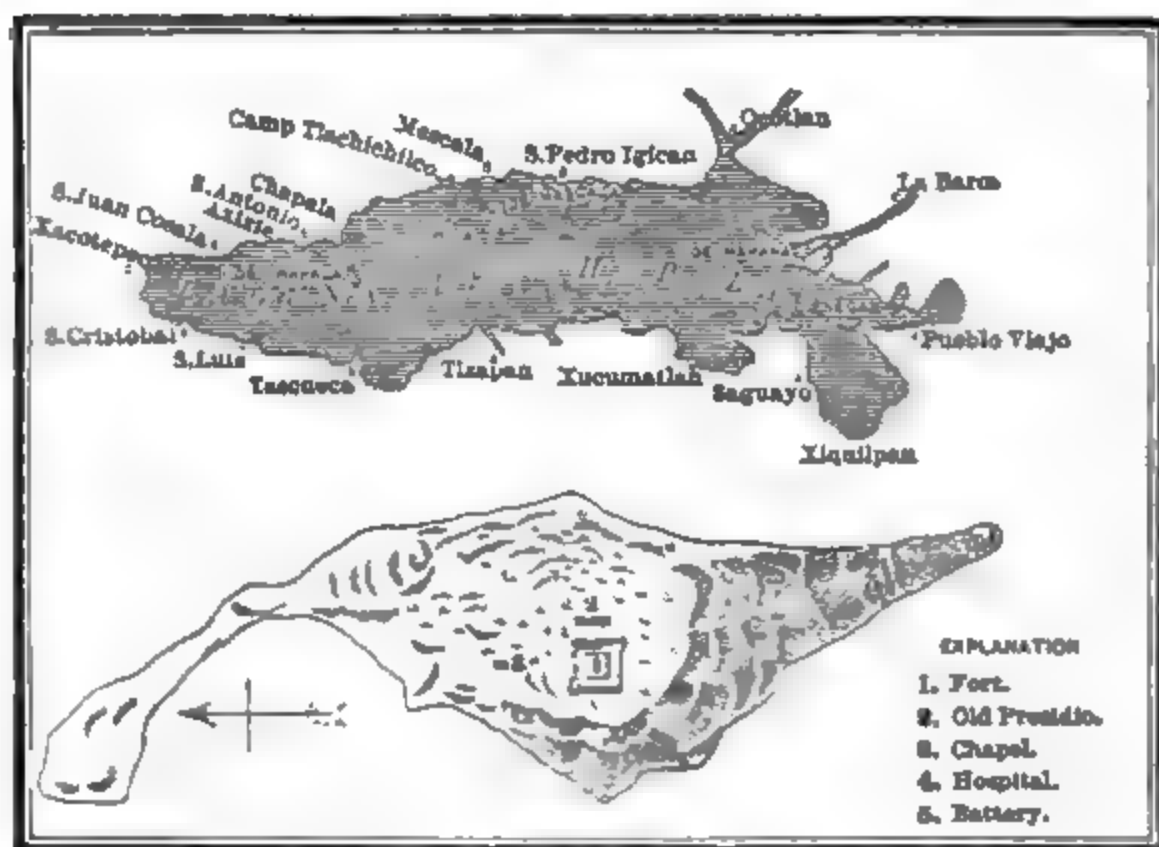 Ocotlan
Mescala
Camp Tlachichilco
S.Pedro Igican
La Barca
Chapala
S.Antonio
Axixic
S.Juan Cosala
Xocotepec
S.Cristobal
S.Luis
Tizapan
Xucumatlan
Pueblo Viejo
Saguayo
Xiquilpan
EXPLANATION
1. Fort.
2. Old Presidio.
3. Chapel.
4. Hospital.
5. Battery.